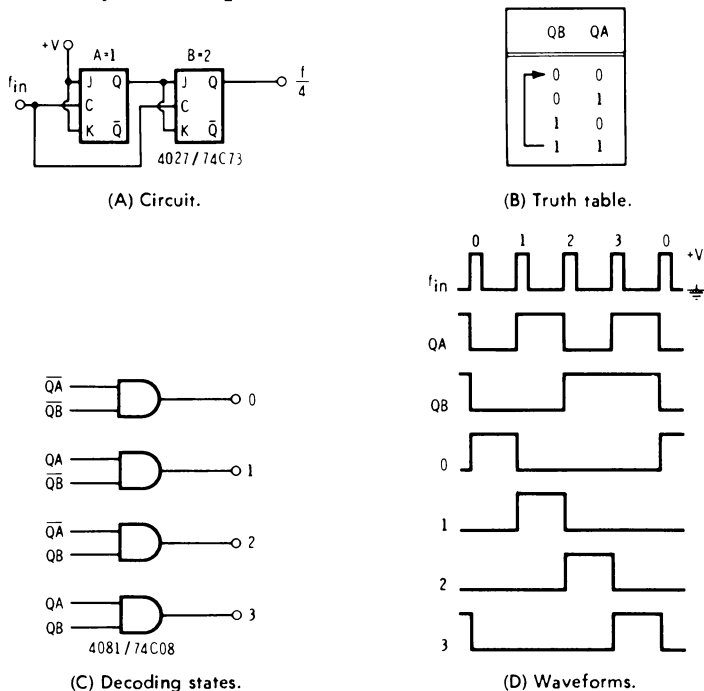 +V
A=1
B=2
fin
J Q
C
K Q̅
J Q
C
K Q̅
f/4
4027/74C73
(A) Circuit.
QB QA
0 0
0 1
1 0
1 1
(B) Truth table.
Q̅A̅
Q̅B̅
0
QA
Q̅B̅
1
Q̅A̅
QB
2
QA
QB
3
4081/74C08
(C) Decoding states.
0 1 2 3 0
+V
fin
QA
QB
0
1
2
3
(D) Waveforms.